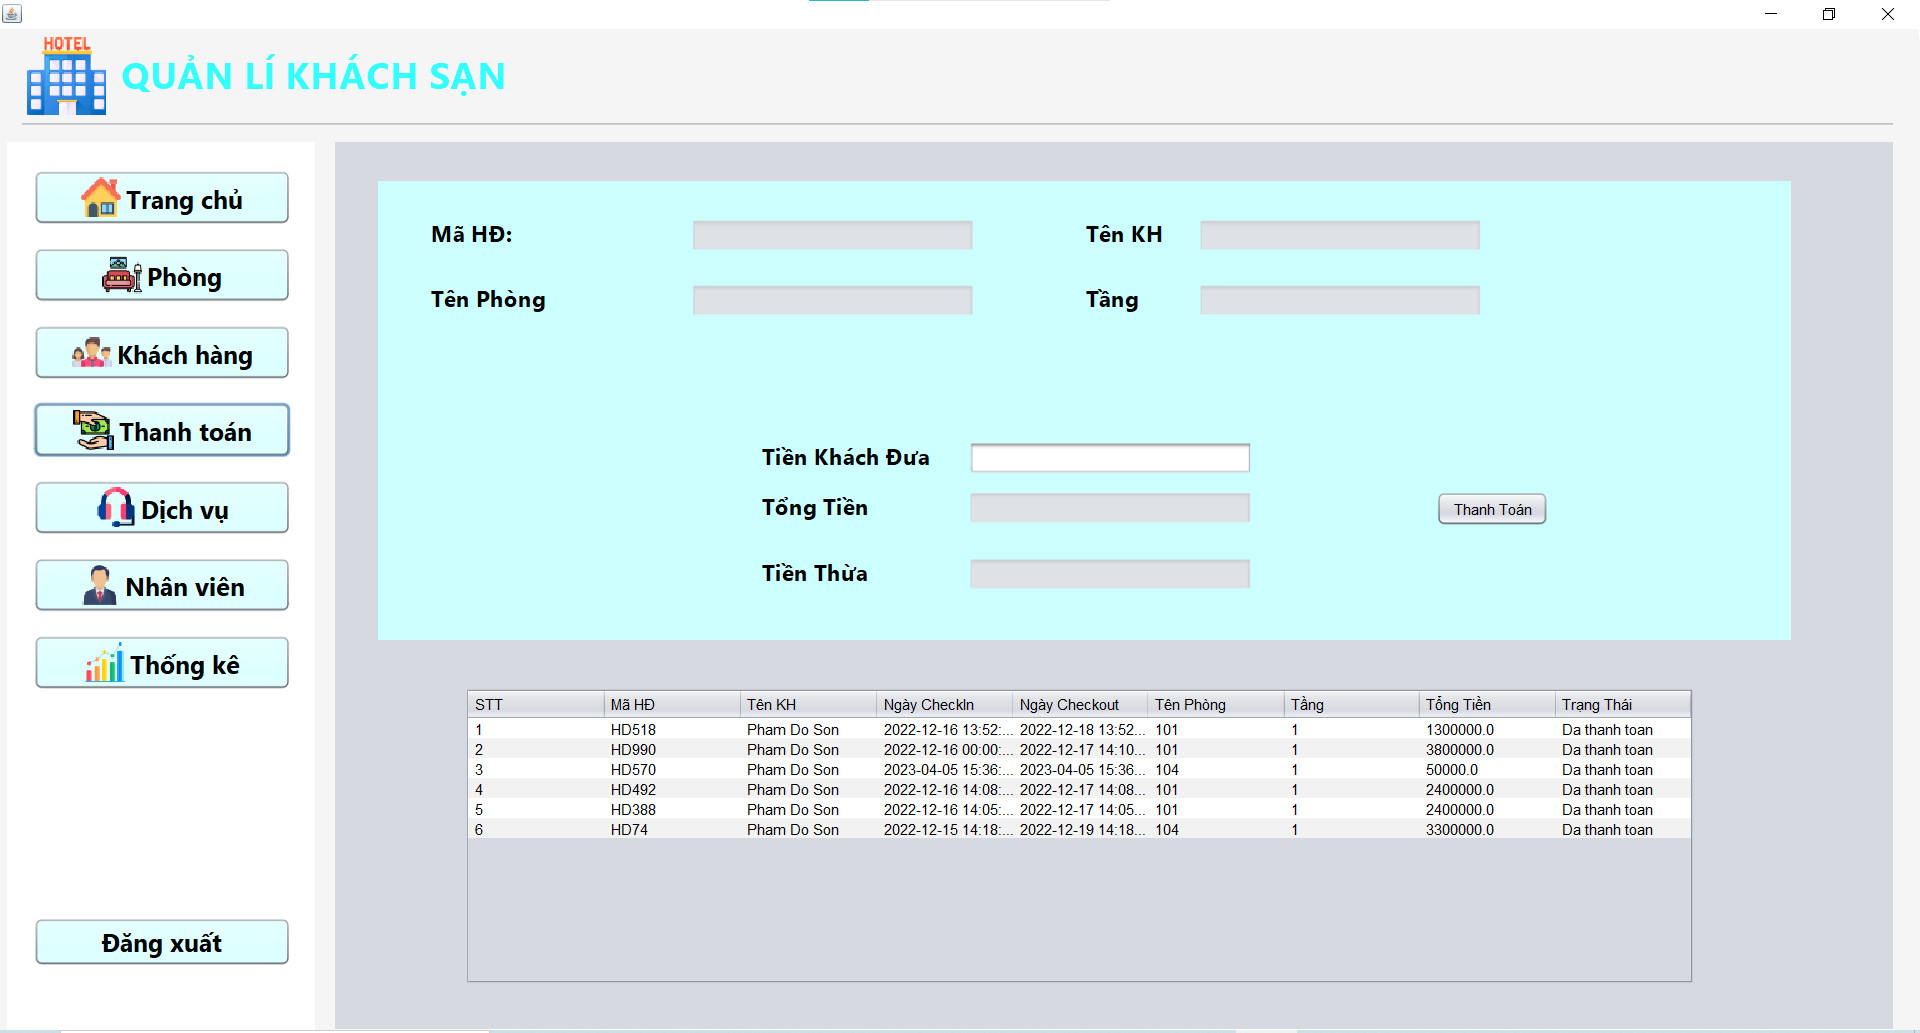 HOTEL
QUẢN LÍ KHÁCH SẠN
Trang chủ
Phòng
Khách hàng
Thanh toán
Dịch vụ
Nhân viên
Thống kê
Đăng xuất
Mã HĐ:
Tên KH
Tên Phòng
Tầng
Tiền Khách Đưa
Tổng Tiền
Thanh Toán
Tiền Thừa
STT Mã HĐ Tên KH Ngày CheckIn Ngày Checkout Tên Phòng Tầng Tổng Tiền Trạng Thái
1 HD518 Pham Do Son 2022-12-16 13:52:... 2022-12-18 13:52... 101 1 1300000.0 Da thanh toan
2 HD990 Pham Do Son 2022-12-16 00:00:... 2022-12-17 14:10... 101 1 3800000.0 Da thanh toan
3 HD570 Pham Do Son 2023-04-05 15:36:... 2023-04-05 15:36... 104 1 50000.0 Da thanh toan
4 HD492 Pham Do Son 2022-12-16 14:08:... 2022-12-17 14:08... 101 1 2400000.0 Da thanh toan
5 HD388 Pham Do Son 2022-12-16 14:05:... 2022-12-17 14:05... 101 1 2400000.0 Da thanh toan
6 HD74 Pham Do Son 2022-12-15 14:18:... 2022-12-19 14:18... 104 1 3300000.0 Da thanh toan